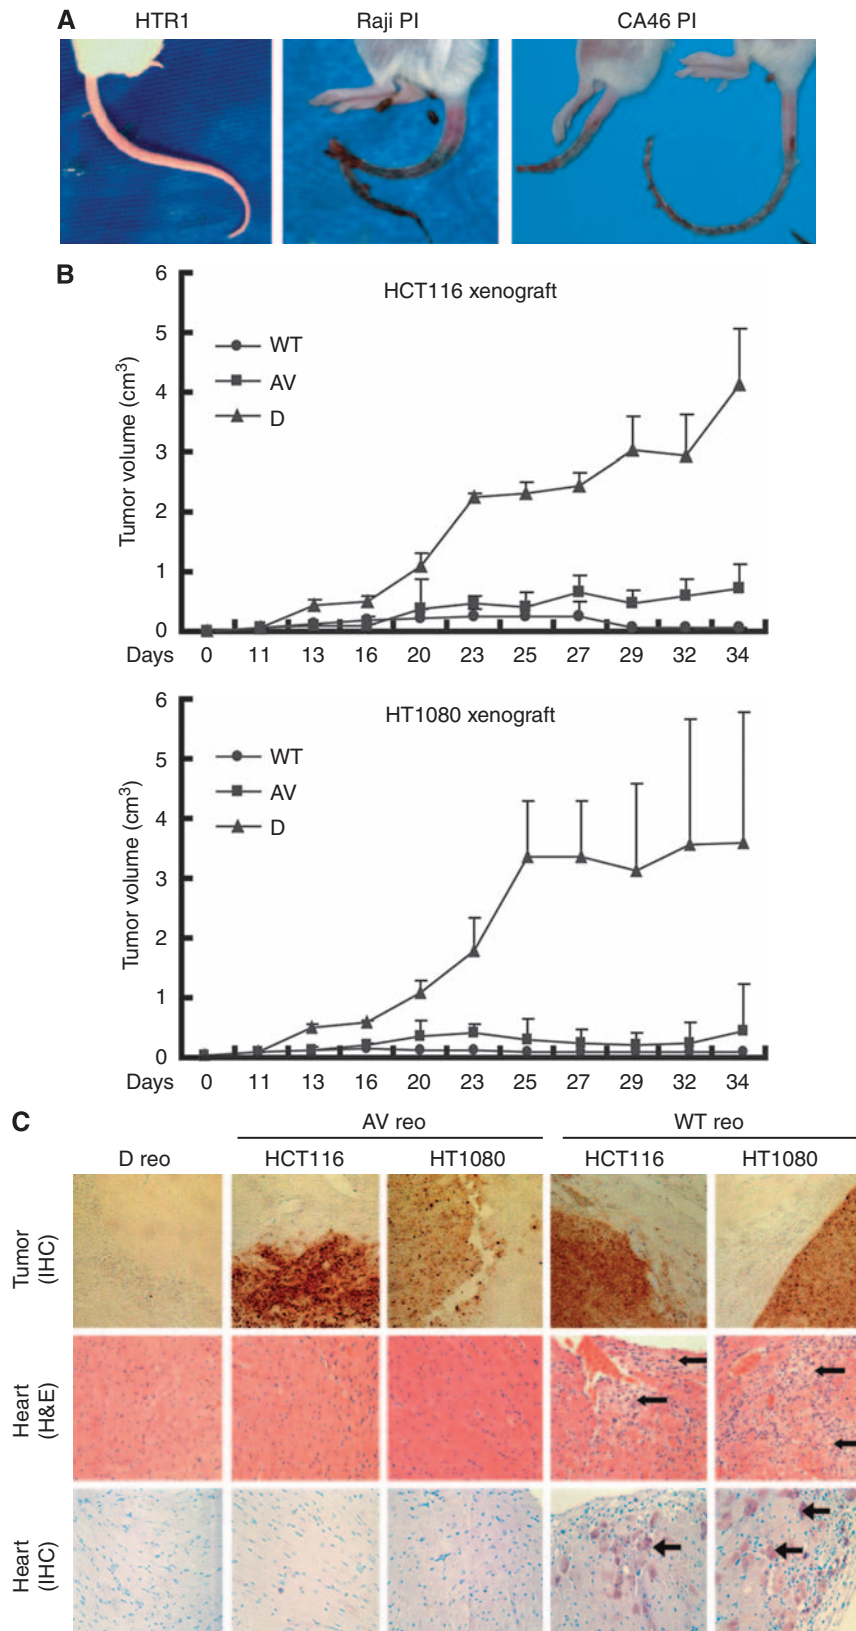 A
HTR1
Raji PI
CA46 PI
B
HCT116 xenograft
WT
AV
D
Tumor volume (cm³)
6
5
4
3
2
1
0
Days 0 11 13 16 20 23 25 27 29 32 34
HT1080 xenograft
WT
AV
D
Tumor volume (cm³)
6
5
4
3
2
1
0
Days 0 11 13 16 20 23 25 27 29 32 34
C
AV reo
WT reo
D reo
HCT116
HT1080
HCT116
HT1080
Tumor
(IHC)
Heart
(H&E)
Heart
(IHC)